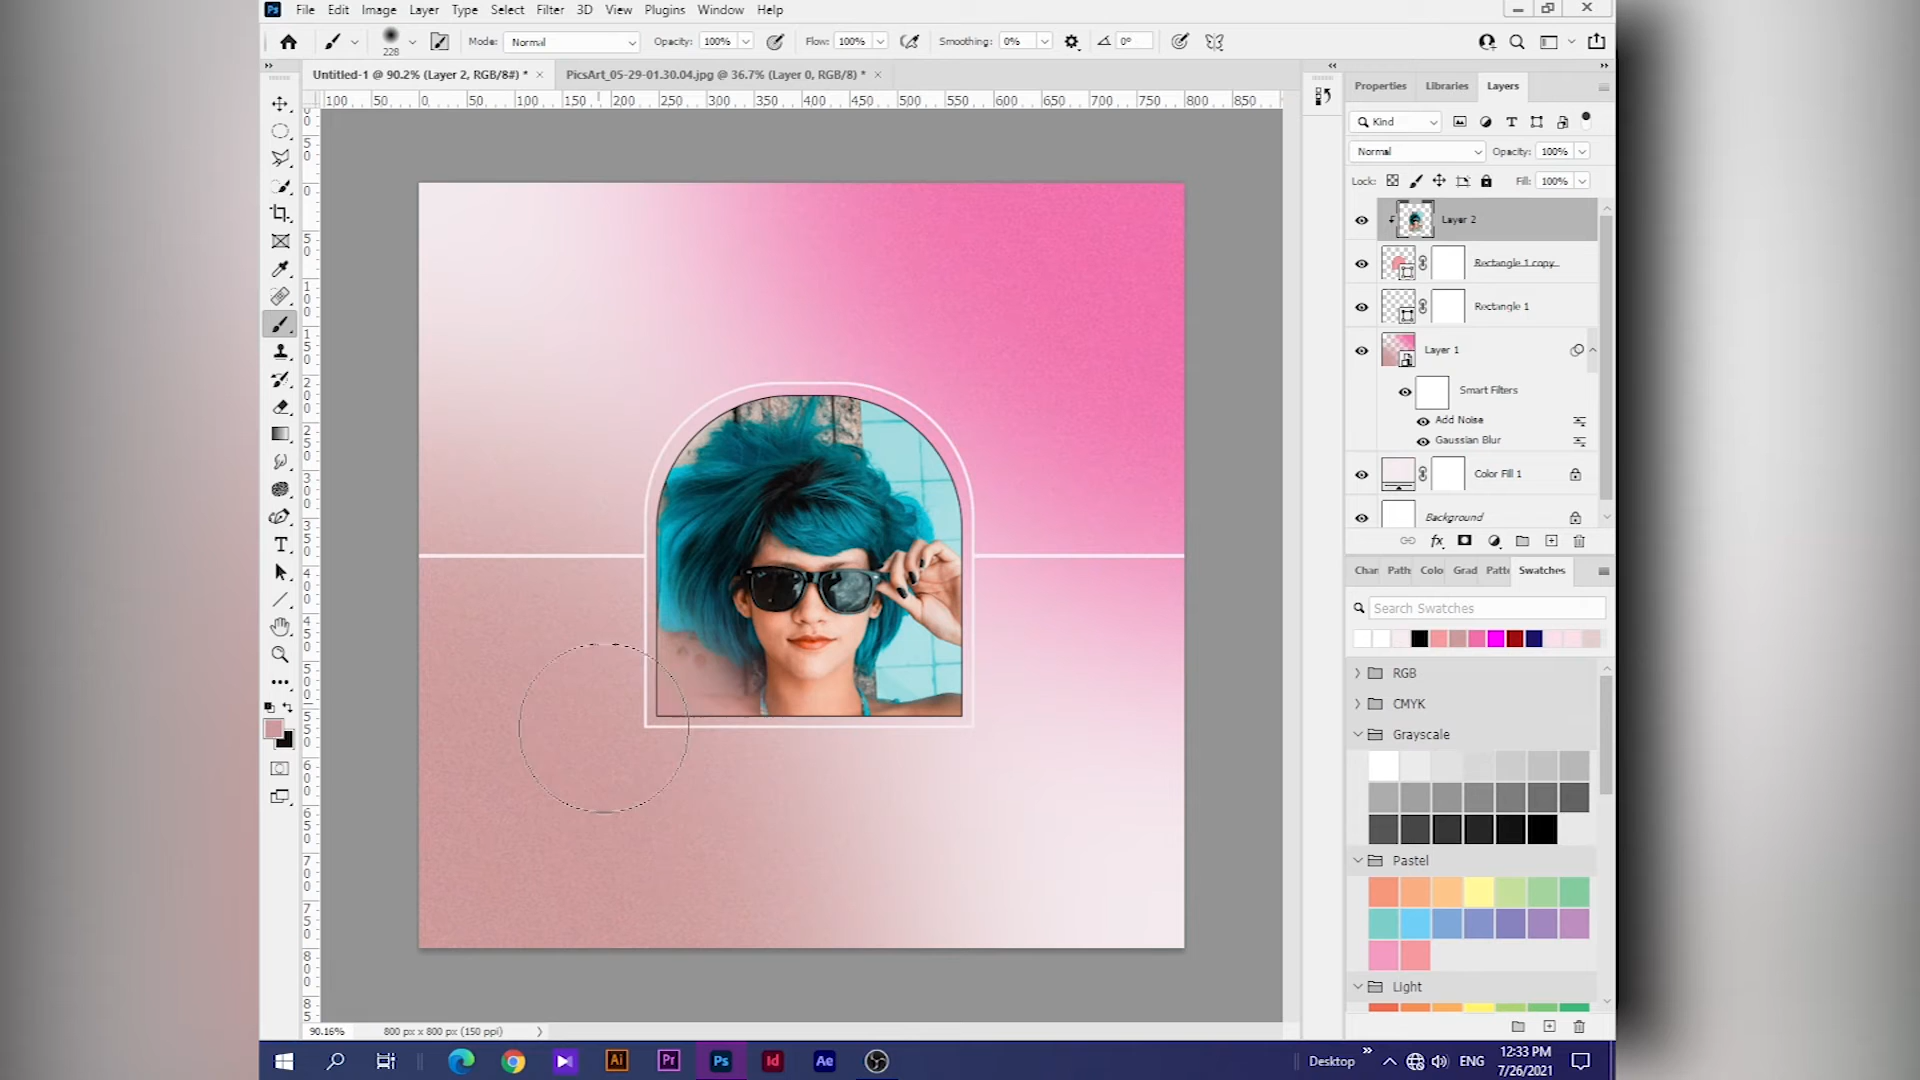 Ps File Edit Image Layer Type Select Filter 3D View Plugins Window Help
228 Mode: Normal Opacity: 100% Flow: 100% Smoothing: 0% 0°
Untitled-1 @ 90.2% (Layer 2, RGB/8#) * × PicsArt_05-29-01.30.04.jpg @ 36.7% (Layer 0, RGB/8) * ×
100 50 0 50 100 150 200 250 300 350 400 450 500 550 600 650 700 750 800 850
Properties Libraries Layers
Kind
Normal Opacity: 100%
Lock: Fill: 100%
Layer 2
Rectangle 1 copy
Rectangle 1
Layer 1
Smart Filters
Add Noise
Gaussian Blur
Color Fill 1
Background
fx
Char Path Colo Grad Patte Swatches
Search Swatches
RGB
CMYK
Grayscale
Pastel
Light
90.16% 800 px x 800 px (150 ppi)
Ai Pr Ps Id Ae
Desktop ENG
12:33 PM
7/26/2021